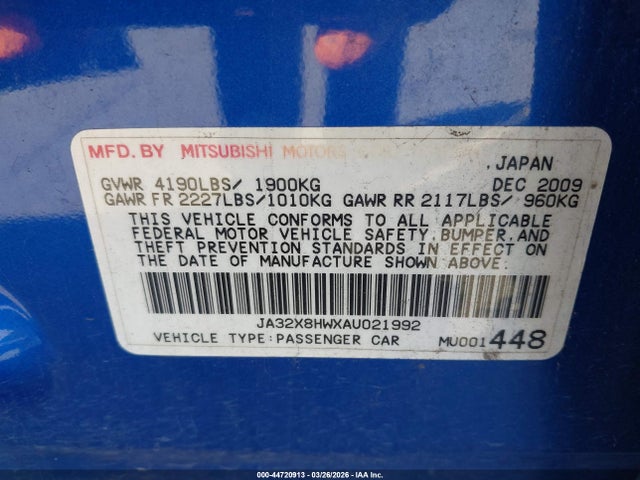 MFD. BY MITSUBISHI MOTORS
, JAPAN
GVWR 4190LBS/ 1900KG DEC 2009
GAWR FR 2227LBS/1010KG GAWR RR 2117LBS/ 960KG
THIS VEHICLE CONFORMS TO ALL APPLICABLE
FEDERAL MOTOR VEHICLE SAFETY, BUMPER, AND
THEFT PREVENTION STANDARDS IN EFFECT ON
THE DATE OF MANUFACTURE SHOWN ABOVE.
JA32X8HWXAU021992
VEHICLE TYPE:PASSENGER CAR MU001448
000-44720913 - 03/26/2026 - IAA Inc.